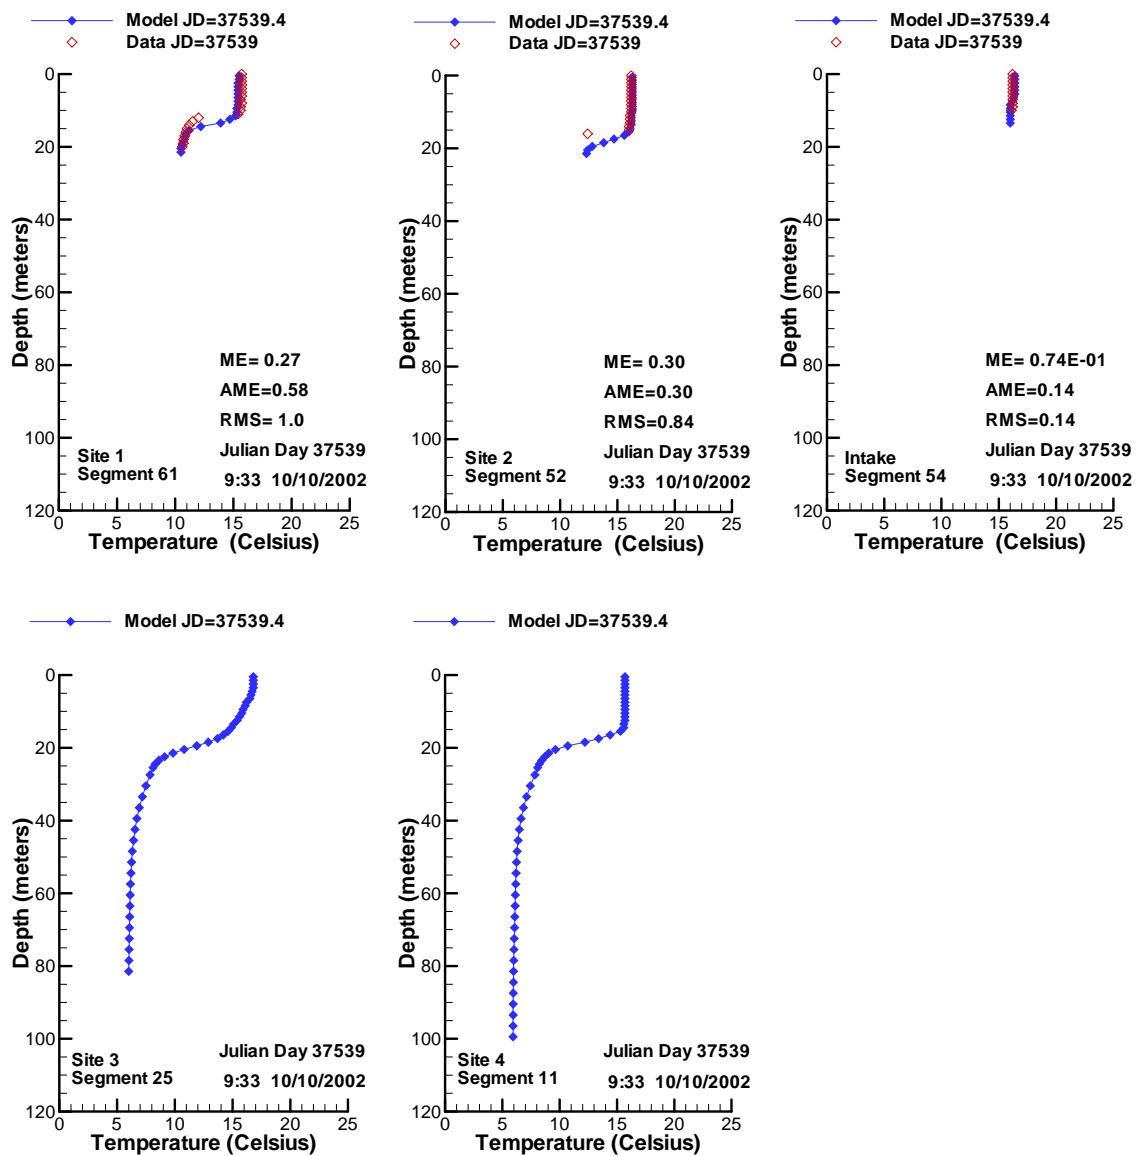 Model JD=37539.4
Data JD=37539
0
20
40
60
80
100
120
Depth (meters)
ME= 0.27
AME=0.58
RMS= 1.0
Julian Day 37539
9:33 10/10/2002
Site 1
Segment 61
0 5 10 15 20 25
Temperature (Celsius)
Model JD=37539.4
Data JD=37539
0
20
40
60
80
100
120
Depth (meters)
ME= 0.30
AME=0.30
RMS=0.84
Julian Day 37539
9:33 10/10/2002
Site 2
Segment 52
0 5 10 15 20 25
Temperature (Celsius)
Model JD=37539.4
Data JD=37539
0
20
40
60
80
100
120
Depth (meters)
ME= 0.74E-01
AME=0.14
RMS=0.14
Julian Day 37539
9:33 10/10/2002
Intake
Segment 54
0 5 10 15 20 25
Temperature (Celsius)
Model JD=37539.4
0
20
40
60
80
100
120
Depth (meters)
Julian Day 37539
9:33 10/10/2002
Site 3
Segment 25
0 5 10 15 20 25
Temperature (Celsius)
Model JD=37539.4
0
20
40
60
80
100
120
Depth (meters)
Julian Day 37539
9:33 10/10/2002
Site 4
Segment 11
0 5 10 15 20 25
Temperature (Celsius)